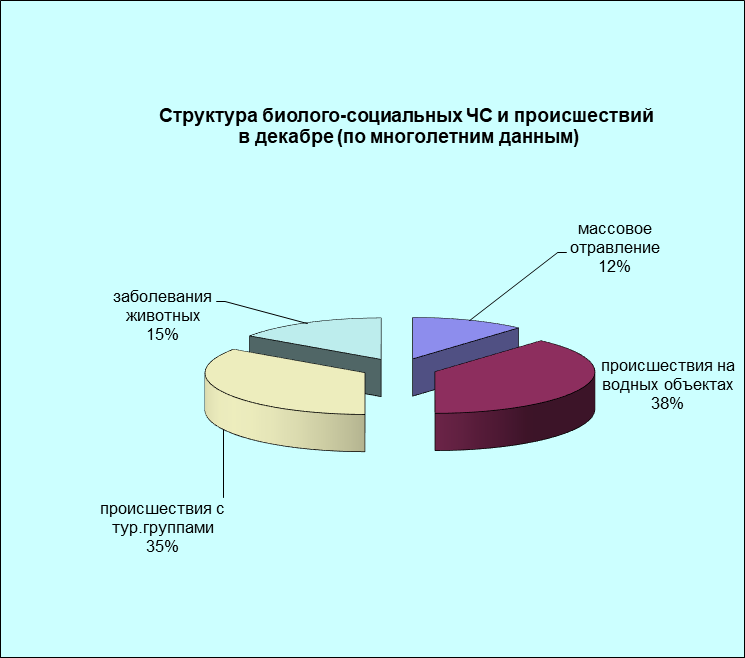 Структура биолого-социальных ЧС и происшествий
в декабре (по многолетним данным)
массовое
отравление
12%
заболевания
животных
15%
происшествия на
водных объектах
38%
происшествия с
тур.группами
35%